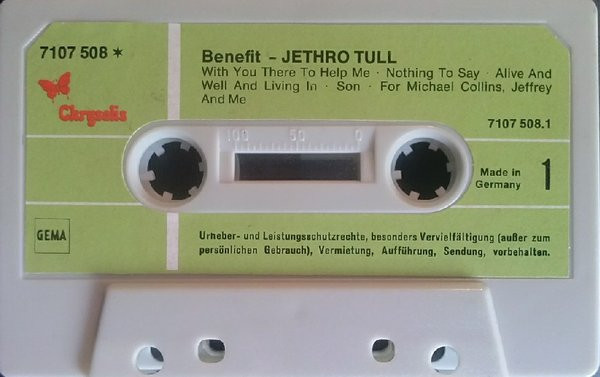 7107 508 *
Chrysalis
Benefit - JETHRO TULL
With You There To Help Me · Nothing To Say · Alive And
Well And Living In · Son · For Michael Collins, Jeffrey
And Me
7107 508.1
100 50 0
Made in
Germany
1
GEMA
Urheber- und Leistungsschutzrechte, besonders Vervielfältigung (außer zum
persönlichen Gebrauch), Vermietung, Aufführung, Sendung, vorbehalten.